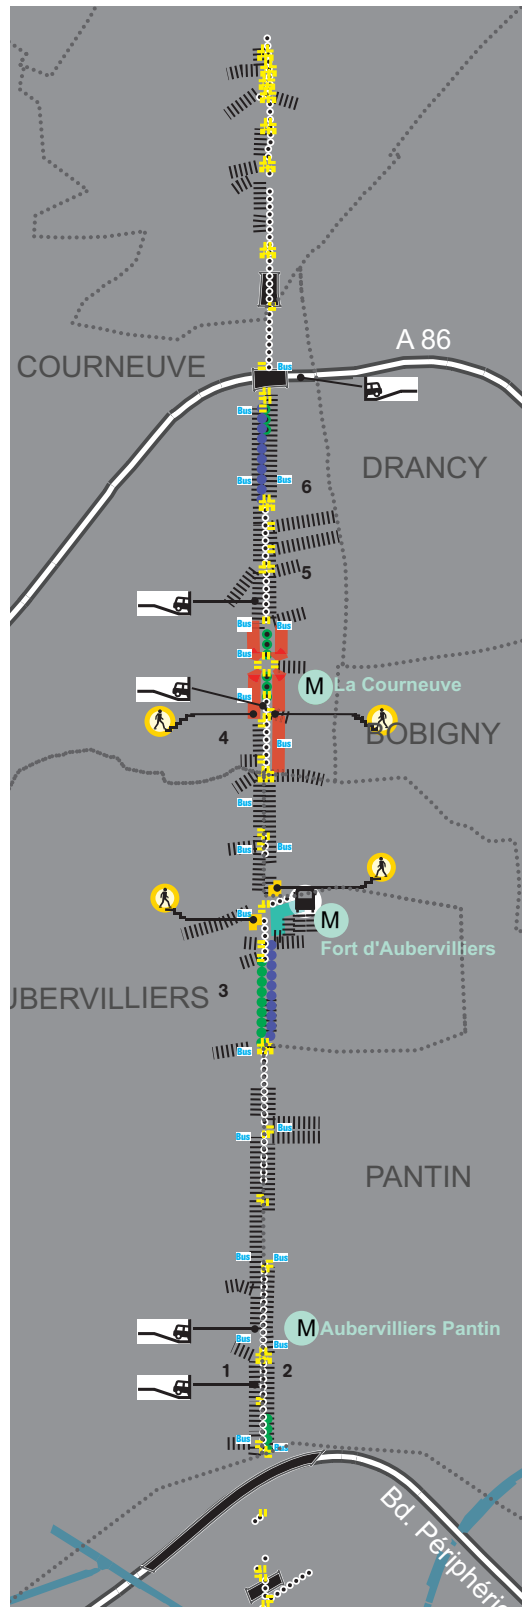 A 86
COURNEUVE
Bus
Bus
DRANCY
Bus
Bus
6
5
Bus
Bus
Bus
M La Courneuve
Bus
4
BOBIGNY
Bus
Bus
Bus
Bus
M
Fort d'Aubervilliers
UBERVILLIERS
3
Bus
Bus
Bus
PANTIN
Bus
Bus
M Aubervilliers Pantin
Bus
Bus
1
2
Bus
Bus
Bd. Périphéri